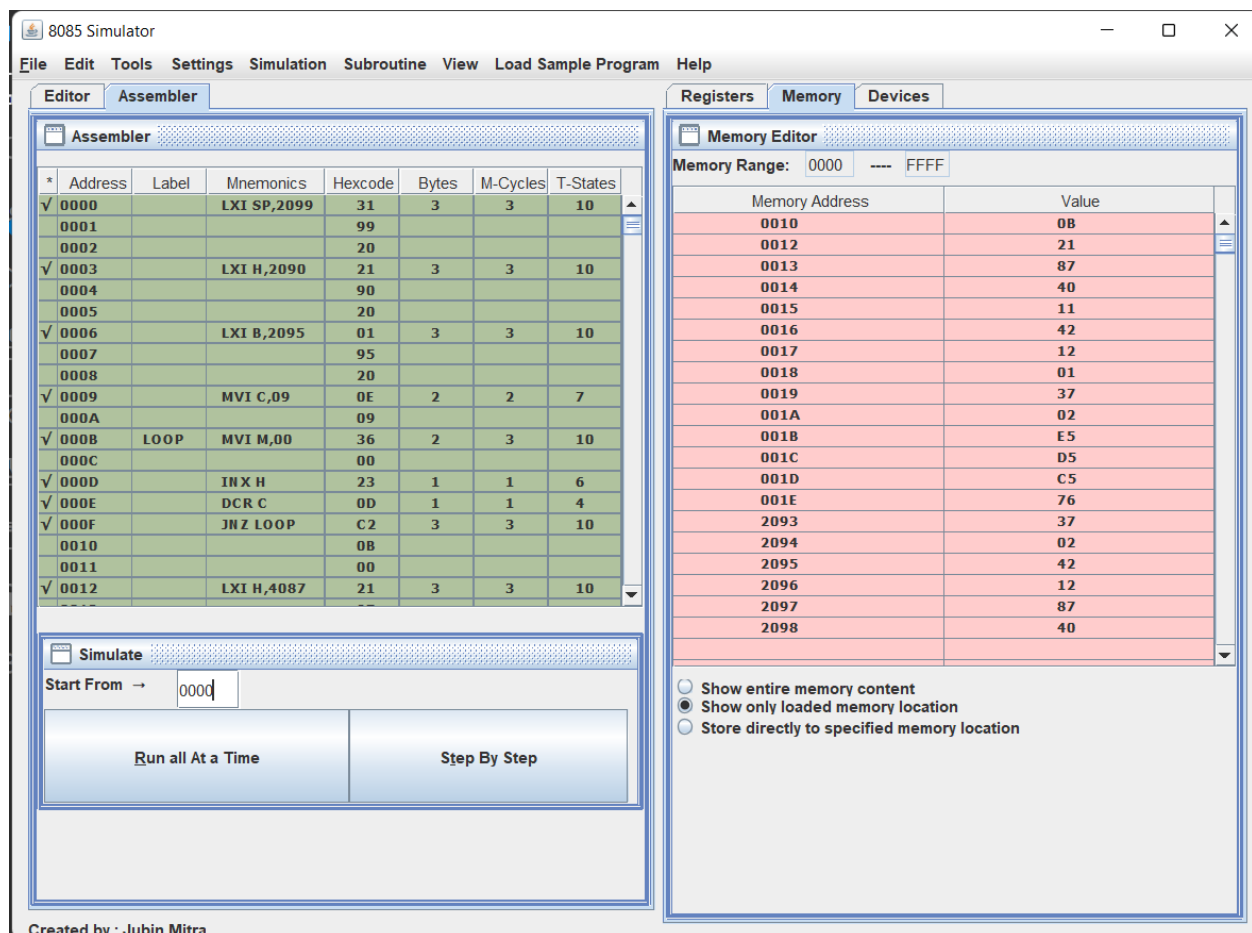 8085 Simulator
File Edit Tools Settings Simulation Subroutine View Load Sample Program Help
Editor Assembler
Assembler
* Address Label Mnemonics Hexcode Bytes M-Cycles T-States
√ 0000 LXI SP,2099 31 3 3 10
0001 99
0002 20
√ 0003 LXI H,2090 21 3 3 10
0004 90
0005 20
√ 0006 LXI B,2095 01 3 3 10
0007 95
0008 20
√ 0009 MVI C,09 0E 2 2 7
000A 09
√ 000B LOOP MVI M,00 36 2 3 10
000C 00
√ 000D INX H 23 1 1 6
√ 000E DCR C 0D 1 1 4
√ 000F JNZ LOOP C2 3 3 10
0010 0B
0011 00
√ 0012 LXI H,4087 21 3 3 10
Simulate
Start From → 0000
Run all At a Time Step By Step
Created by : Jubin Mitra
Registers Memory Devices
Memory Editor
Memory Range: 0000 ---- FFFF
Memory Address Value
0010 0B
0012 21
0013 87
0014 40
0015 11
0016 42
0017 12
0018 01
0019 37
001A 02
001B E5
001C D5
001D C5
001E 76
2093 37
2094 02
2095 42
2096 12
2097 87
2098 40
Show entire memory content
Show only loaded memory location
Store directly to specified memory location